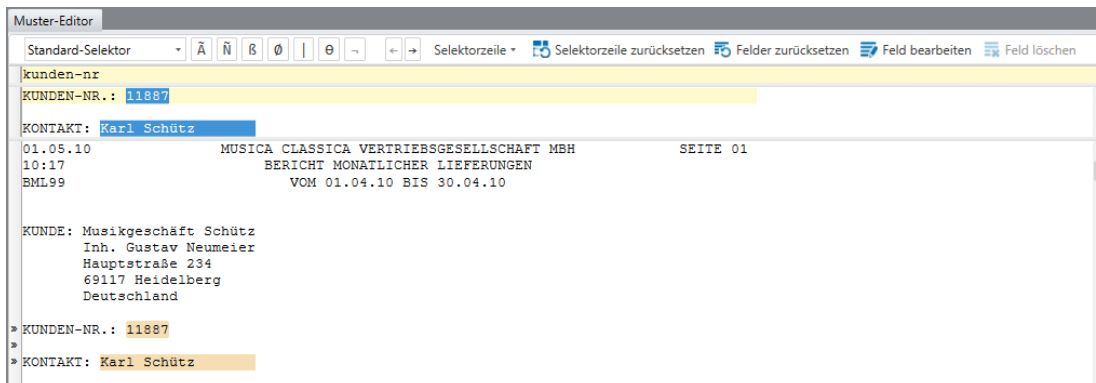 Muster-Editor
Standard-Selektor Ã Ñ ß Ø | Ө ¬ ← → Selektorzeile Selektorzeile zurücksetzen Felder zurücksetzen Feld bearbeiten Feld löschen
kunden-nr
KUNDEN-NR.: 11887
KONTAKT: Karl Schütz
01.05.10 MUSICA CLASSICA VERTRIEBSGESELLSCHAFT MBH SEITE 01
10:17 BERICHT MONATLICHER LIEFERUNGEN
BML99 VOM 01.04.10 BIS 30.04.10
KUNDE: Musikgeschäft Schütz
Inh. Gustav Neumeier
Hauptstraße 234
69117 Heidelberg
Deutschland
» KUNDEN-NR.: 11887
»
» KONTAKT: Karl Schütz